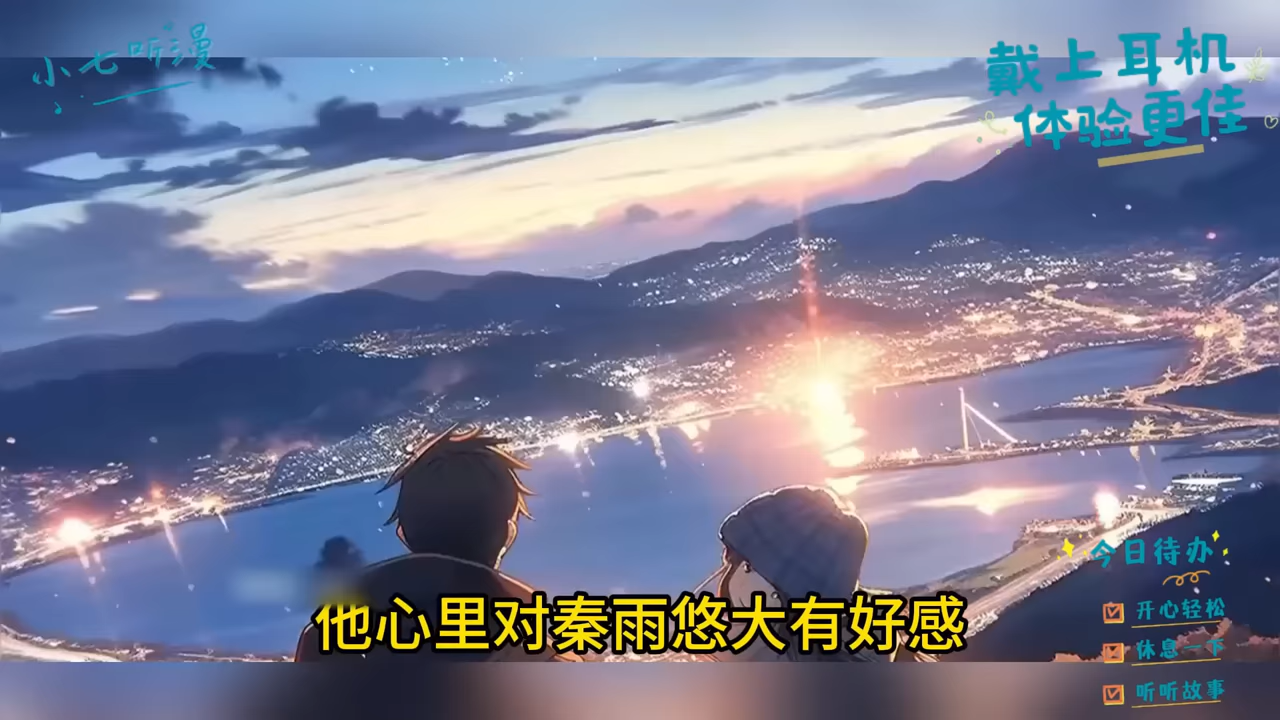 小七听漫
戴上耳机
体验更佳
今日待办
开心轻松
休息一下
听听故事
他心里对秦雨悠大有好感